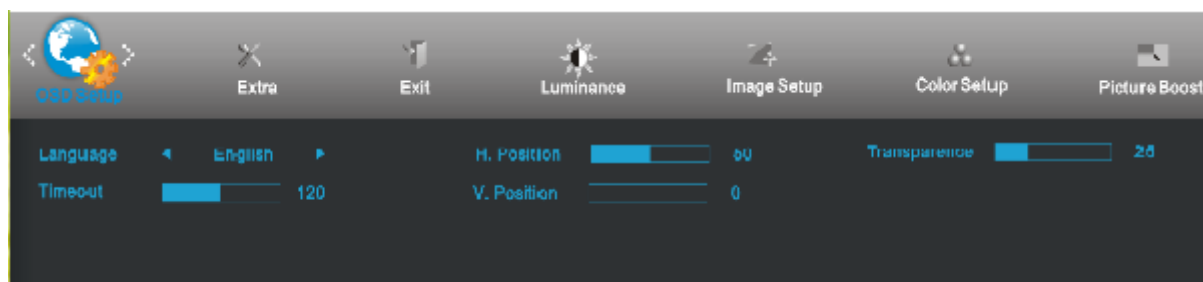 OSD Setup
Extra
Exit
Luminance
Image Setup
Color Setup
Picture Boost
Language English H. Position 50 Transparence 25
Timeout 120 V. Position 0